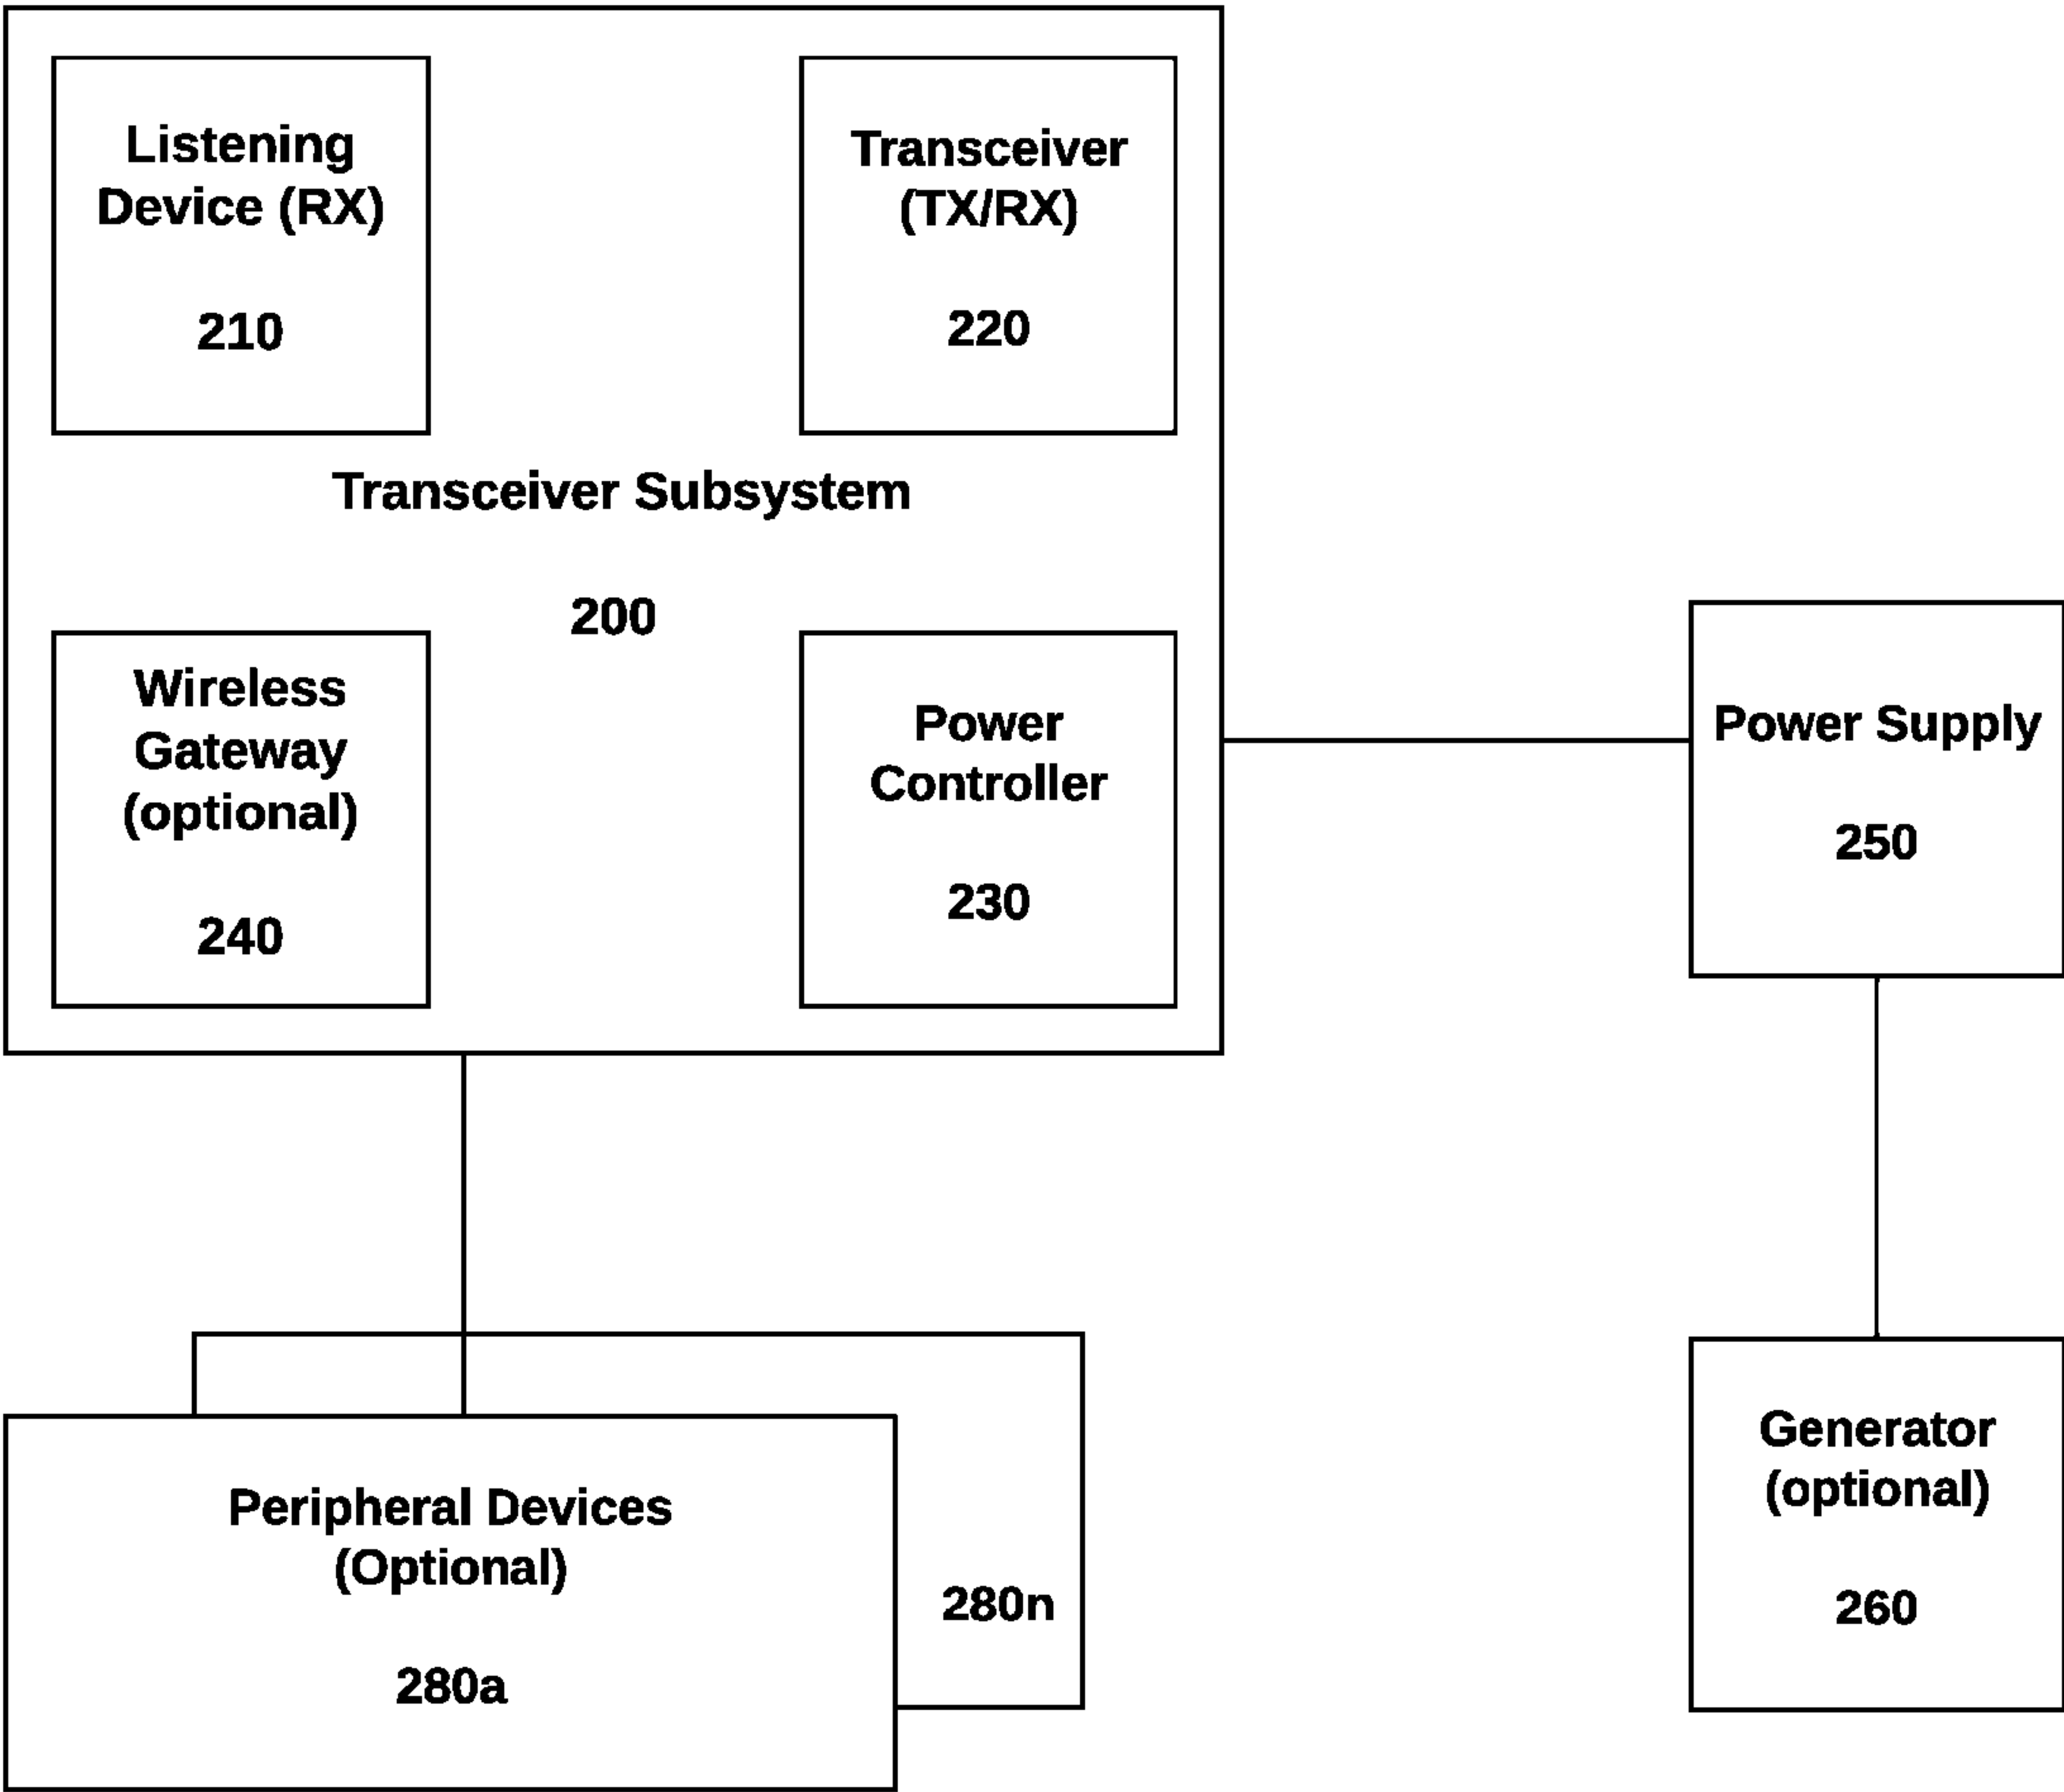 Listening
Device (RX)
210
Transceiver
(TX/RX)
220
Transceiver Subsystem
200
Wireless
Gateway
(optional)
240
Power
Controller
230
Power Supply
250
Peripheral Devices
(Optional)
280a
280n
Generator
(optional)
260